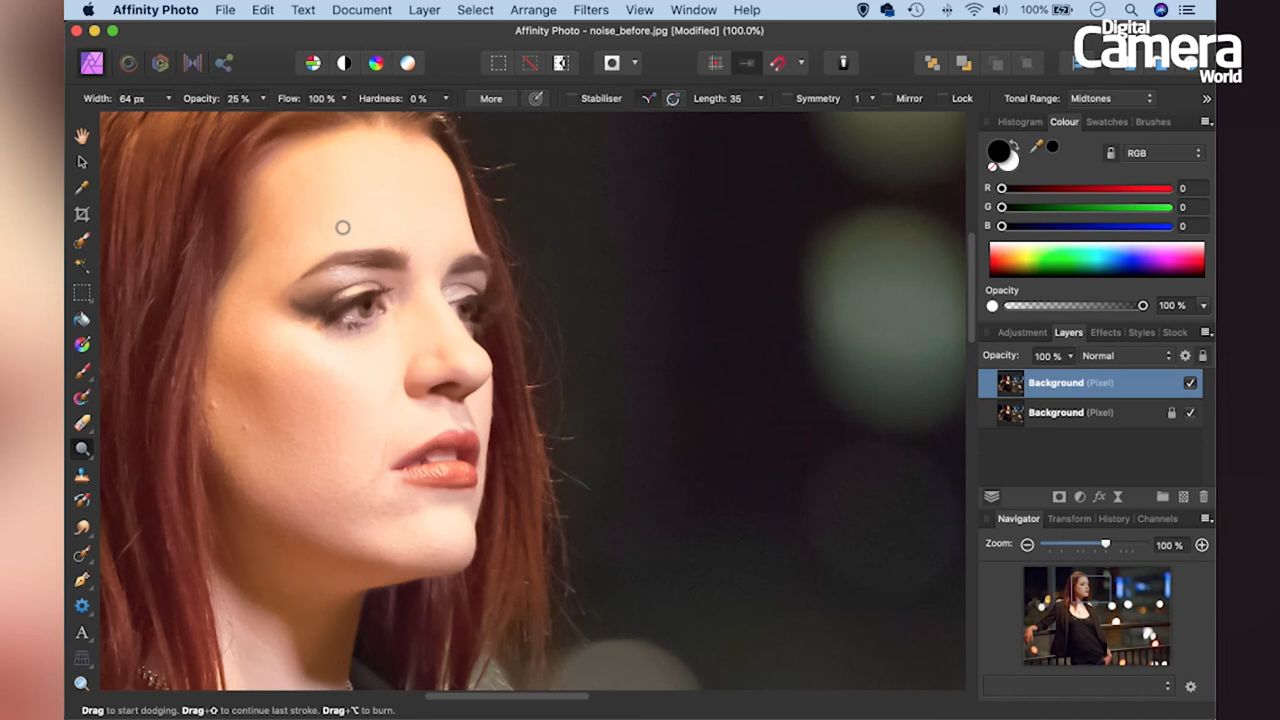 Affinity Photo File Edit Text Document Layer Select Arrange Filters View Window Help 100%
Affinity Photo - noise_before.jpg [Modified] (100.0%)
Digital
Camera
World
Width: 64 px Opacity: 25 % Flow: 100 % Hardness: 0 % More Stabiliser Length: 35 Symmetry 1 Mirror Lock Tonal Range: Midtones
Histogram Colour Swatches Brushes
RGB
R 0
G 0
B 0
Opacity
100 %
Adjustment Layers Effects Styles Stock
Opacity: 100 % Normal
Background (Pixel)
Background (Pixel)
fx
Navigator Transform History Channels
Zoom: 100 %
A
Drag to start dodging. Drag+⇧ to continue last stroke. Drag+⌥ to burn.